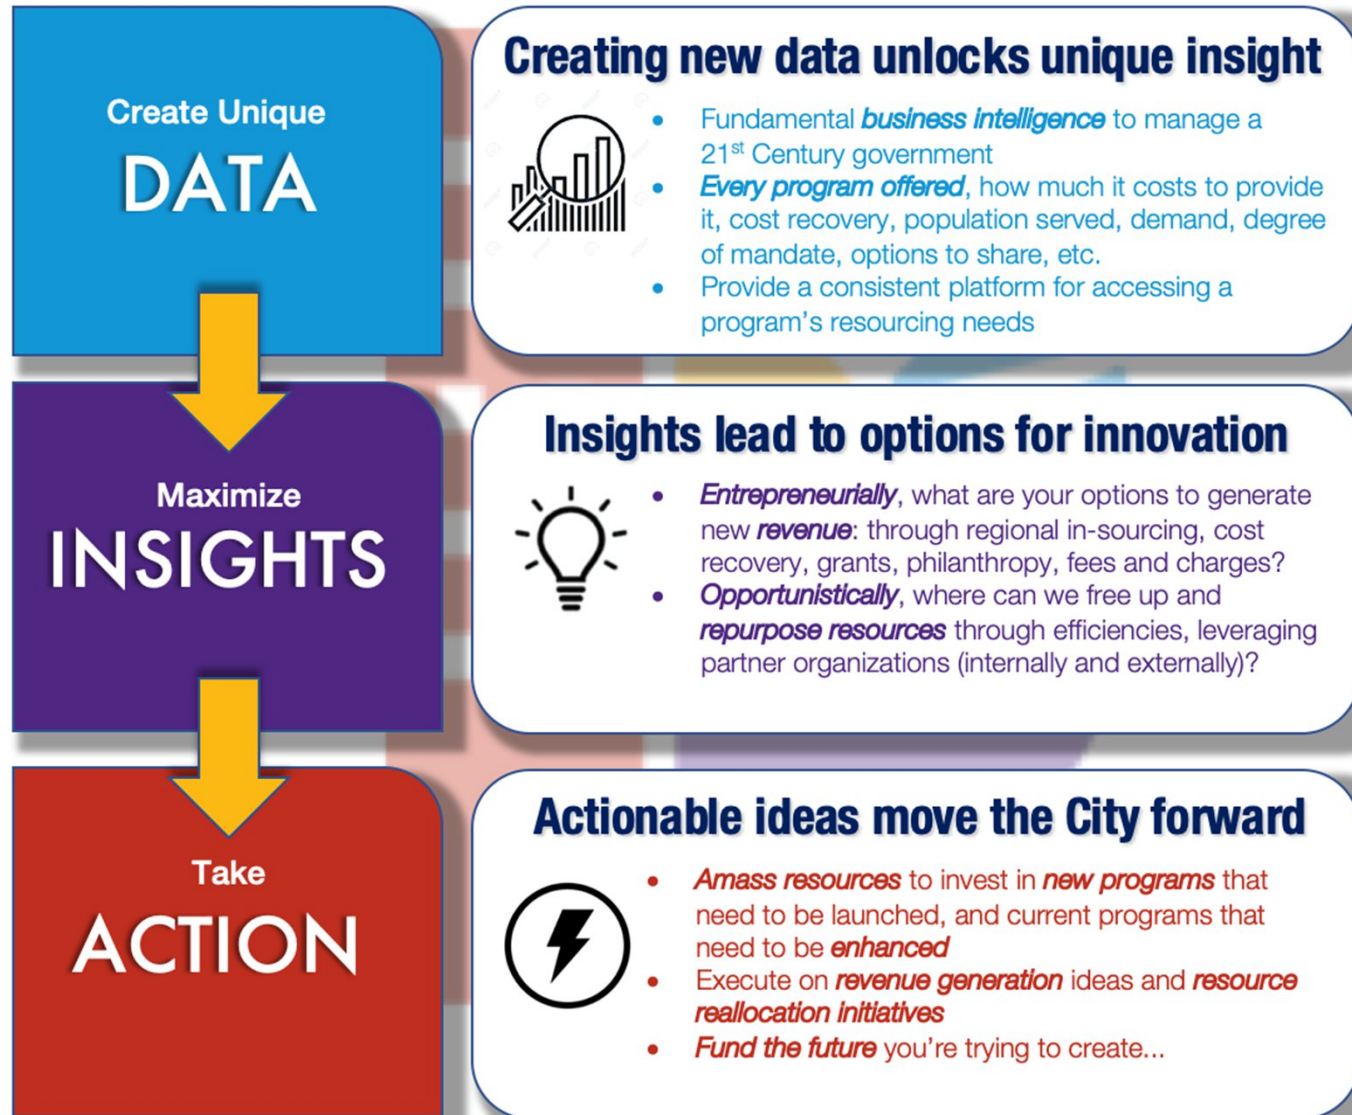 Create Unique
DATA
Creating new data unlocks unique insight
• Fundamental business intelligence to manage a
21st Century government
• Every program offered, how much it costs to provide
it, cost recovery, population served, demand, degree
of mandate, options to share, etc.
• Provide a consistent platform for accessing a
program's resourcing needs
Maximize
INSIGHTS
Insights lead to options for innovation
• Entrepreneurially, what are your options to generate
new revenue: through regional in-sourcing, cost
recovery, grants, philanthropy, fees and charges?
• Opportunistically, where can we free up and
repurpose resources through efficiencies, leveraging
partner organizations (internally and externally)?
Take
ACTION
Actionable ideas move the City forward
• Amass resources to invest in new programs that
need to be launched, and current programs that
need to be enhanced
• Execute on revenue generation ideas and resource
reallocation initiatives
• Fund the future you're trying to create...